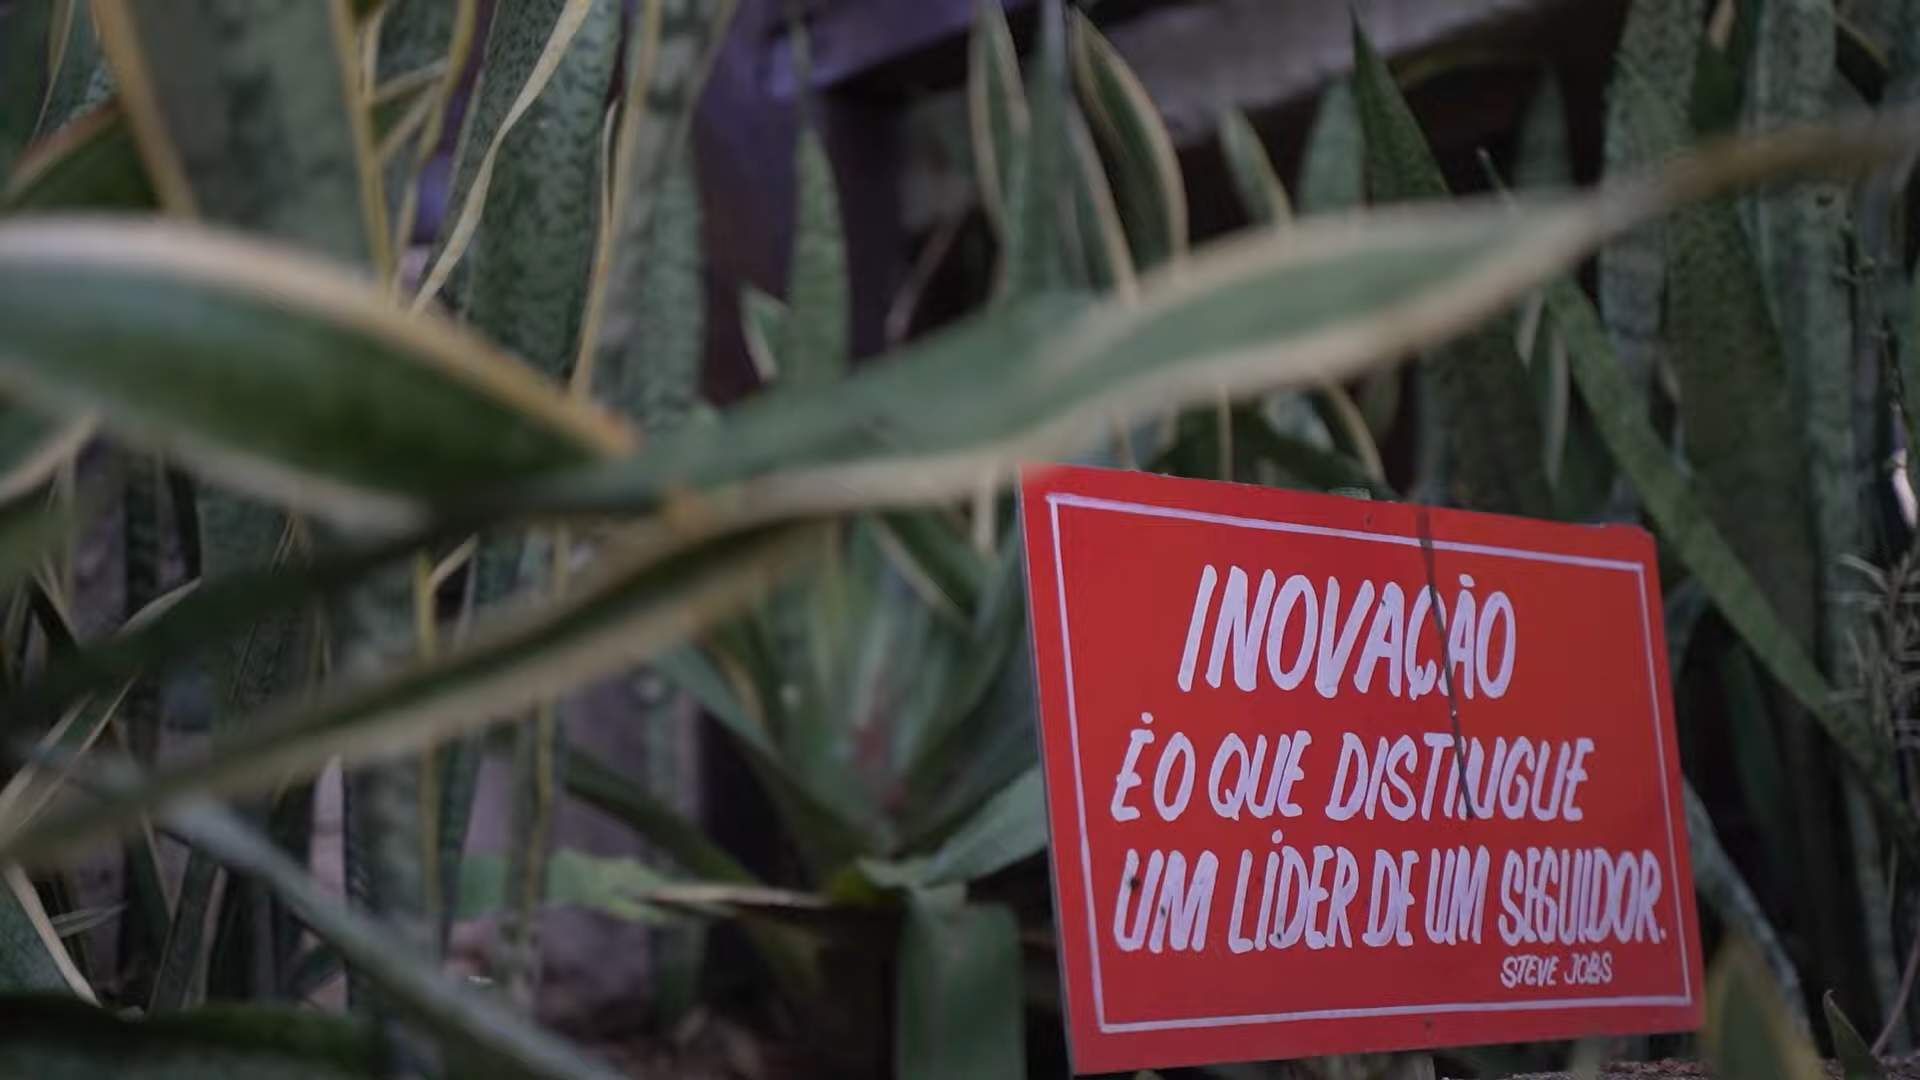 INOVAÇÃO
É O QUE DISTINGUE
UM LÍDER DE UM SEGUIDOR.
STEVE JOBS